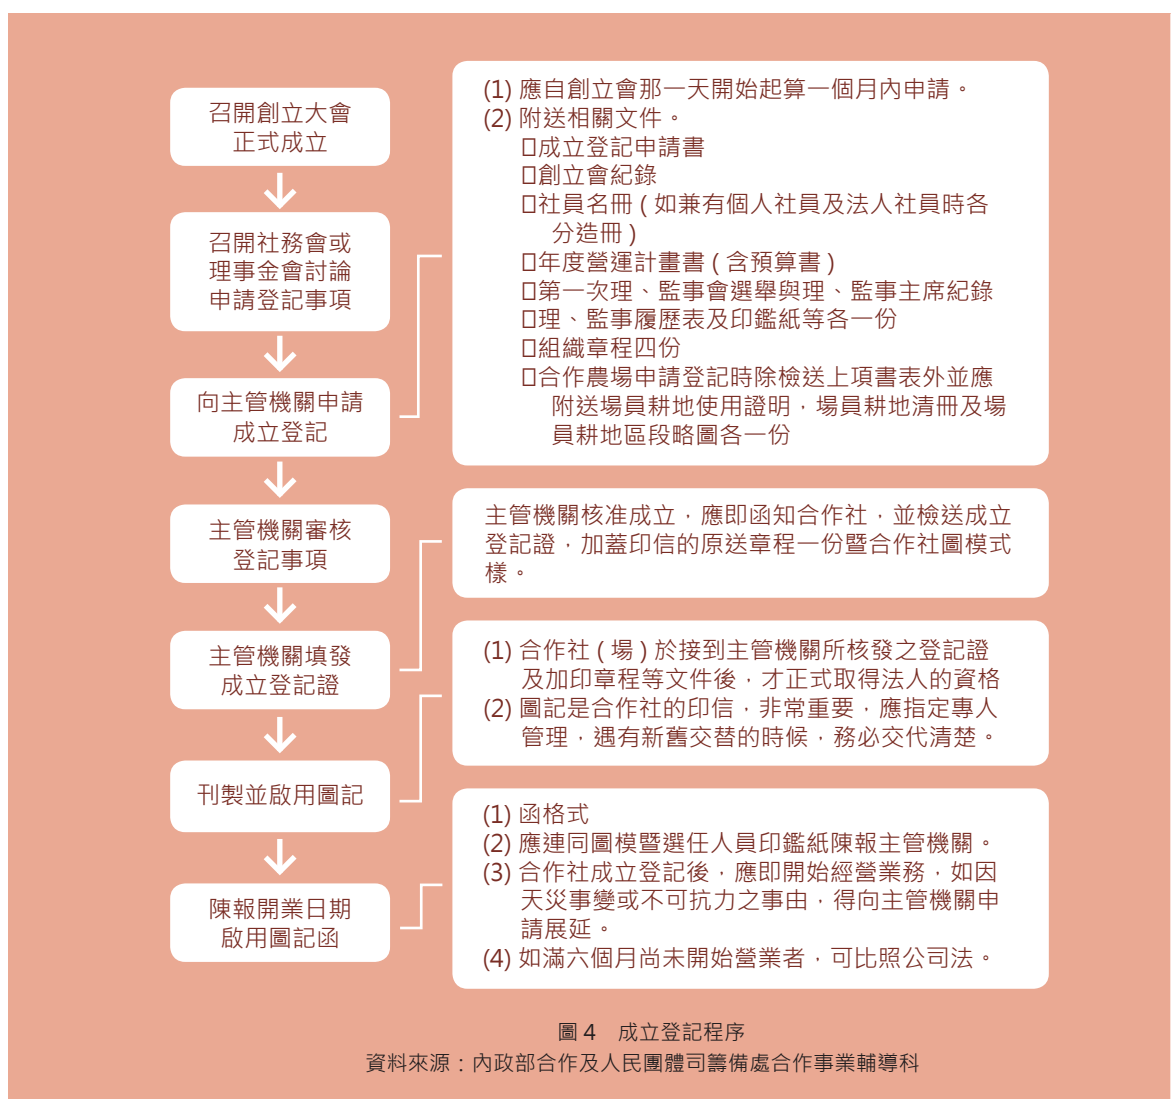 召開創立大會
正式成立
召開社務會或
理事金會討論
申請登記事項
向主管機關申請
成立登記
主管機關審核
登記事項
主管機關填發
成立登記證
刊製並啟用圖記
陳報開業日期
啟用圖記函
(1) 應自創立會那一天開始起算一個月內申請。
(2) 附送相關文件。
□成立登記申請書
□創立會紀錄
□社員名冊 ( 如兼有個人社員及法人社員時各
分造冊 )
□年度營運計畫書 ( 含預算書 )
□第一次理、監事會選舉與理、監事主席紀錄
□理、監事履歷表及印鑑紙等各一份
□組織章程四份
□合作農場申請登記時除檢送上項書表外並應
附送場員耕地使用證明，場員耕地清冊及場
員耕地區段略圖各一份
主管機關核准成立，應即函知合作社，並檢送成立
登記證，加蓋印信的原送章程一份暨合作社圖模式
樣。
(1) 合作社 ( 場 ) 於接到主管機關所核發之登記證
及加印章程等文件後，才正式取得法人的資格
(2) 圖記是合作社的印信，非常重要，應指定專人
管理，遇有新舊交替的時候，務必交代清楚。
(1) 函格式
(2) 應連同圖模暨選任人員印鑑紙陳報主管機關。
(3) 合作社成立登記後，應即開始經營業務，如因
天災事變或不可抗力之事由，得向主管機關申
請展延。
(4) 如滿六個月尚未開始營業者，可比照公司法。
圖 4　成立登記程序
資料來源：內政部合作及人民團體司籌備處合作事業輔導科